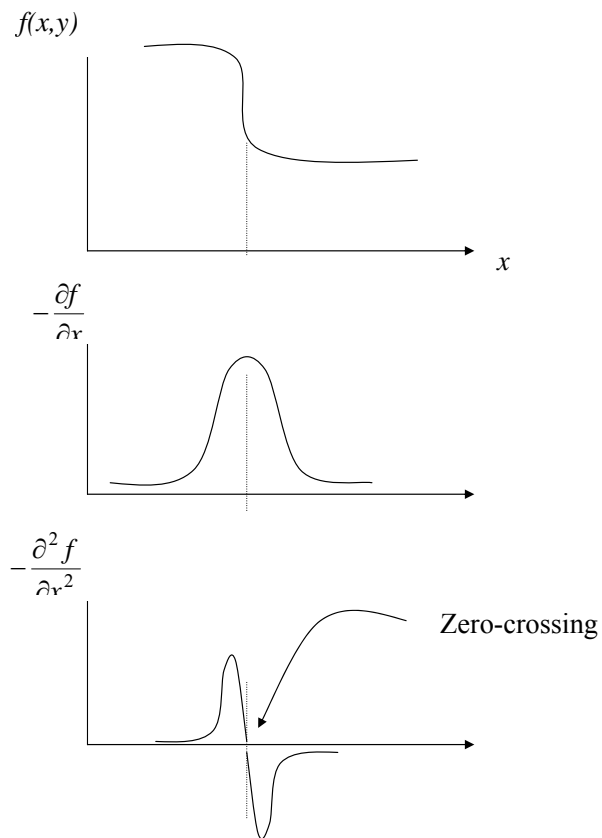 f(x,y)
x
−∂f/∂x
−∂²f/∂x²
Zero-crossing